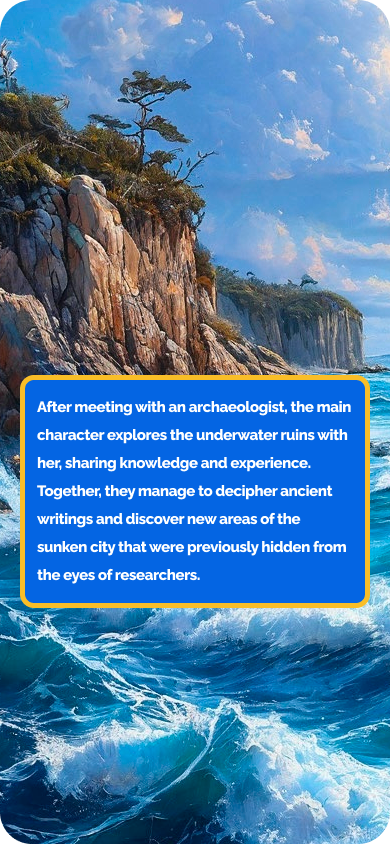 After meeting with an archaeologist, the main
character explores the underwater ruins with
her, sharing knowledge and experience.
Together, they manage to decipher ancient
writings and discover new areas of the
sunken city that were previously hidden from
the eyes of researchers.